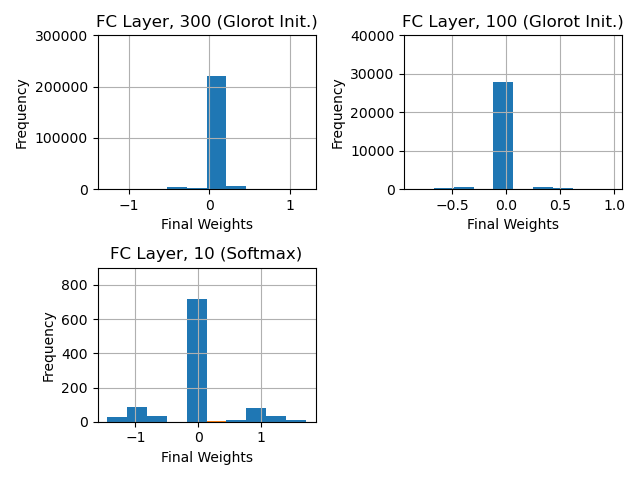 FC Layer, 300 (Glorot Init.)
300000
200000
100000
0
Frequency
−1
0
1
Final Weights
FC Layer, 100 (Glorot Init.)
40000
30000
20000
10000
0
Frequency
−0.5
0.0
0.5
1.0
Final Weights
FC Layer, 10 (Softmax)
800
600
400
200
0
Frequency
−1
0
1
Final Weights